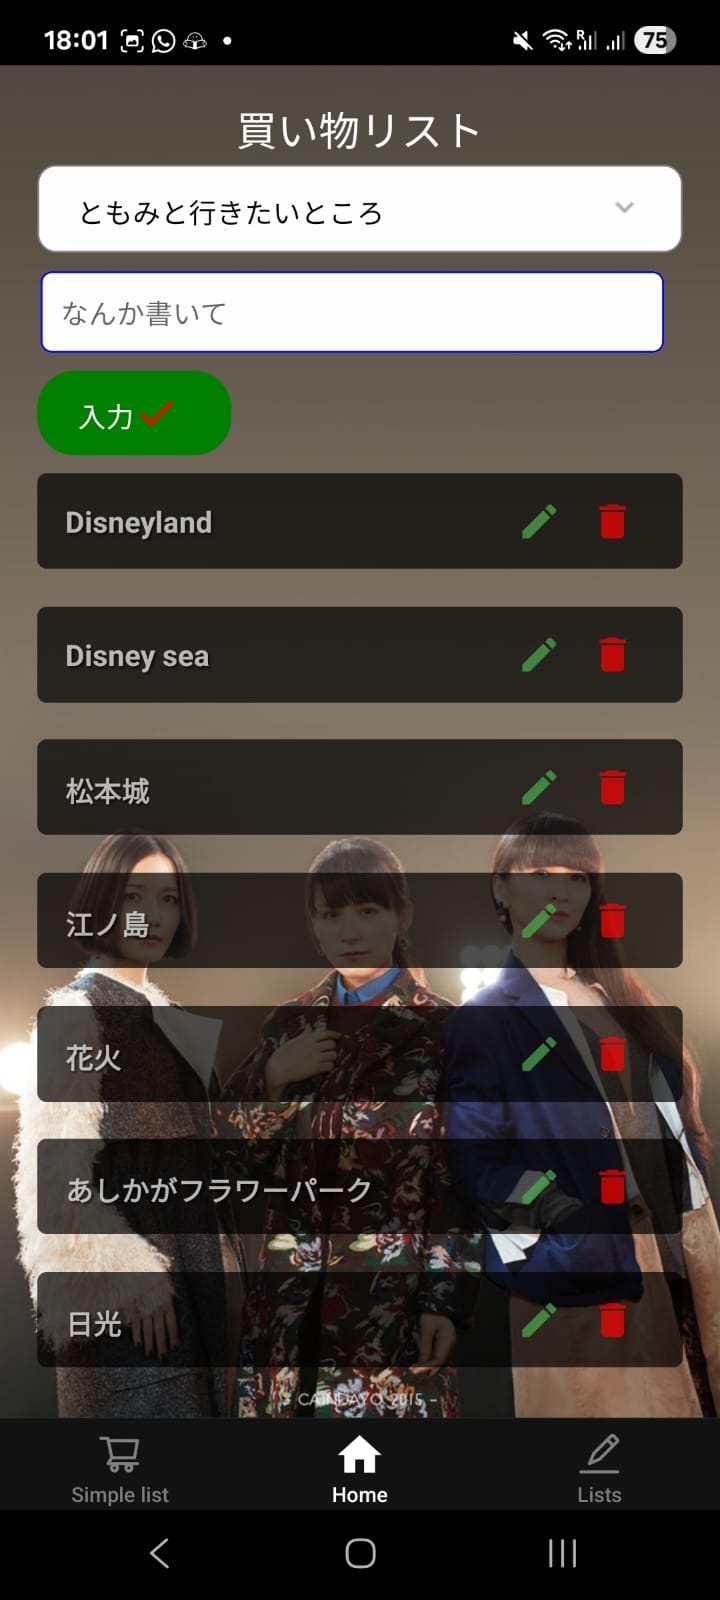 18:01
R
75
買い物リスト
ともみと行きたいところ
なんか書いて
入力
Disneyland
Disney sea
松本城
江ノ島
花火
あしかがフラワーパーク
日光
2015 -
Simple list
Home
Lists